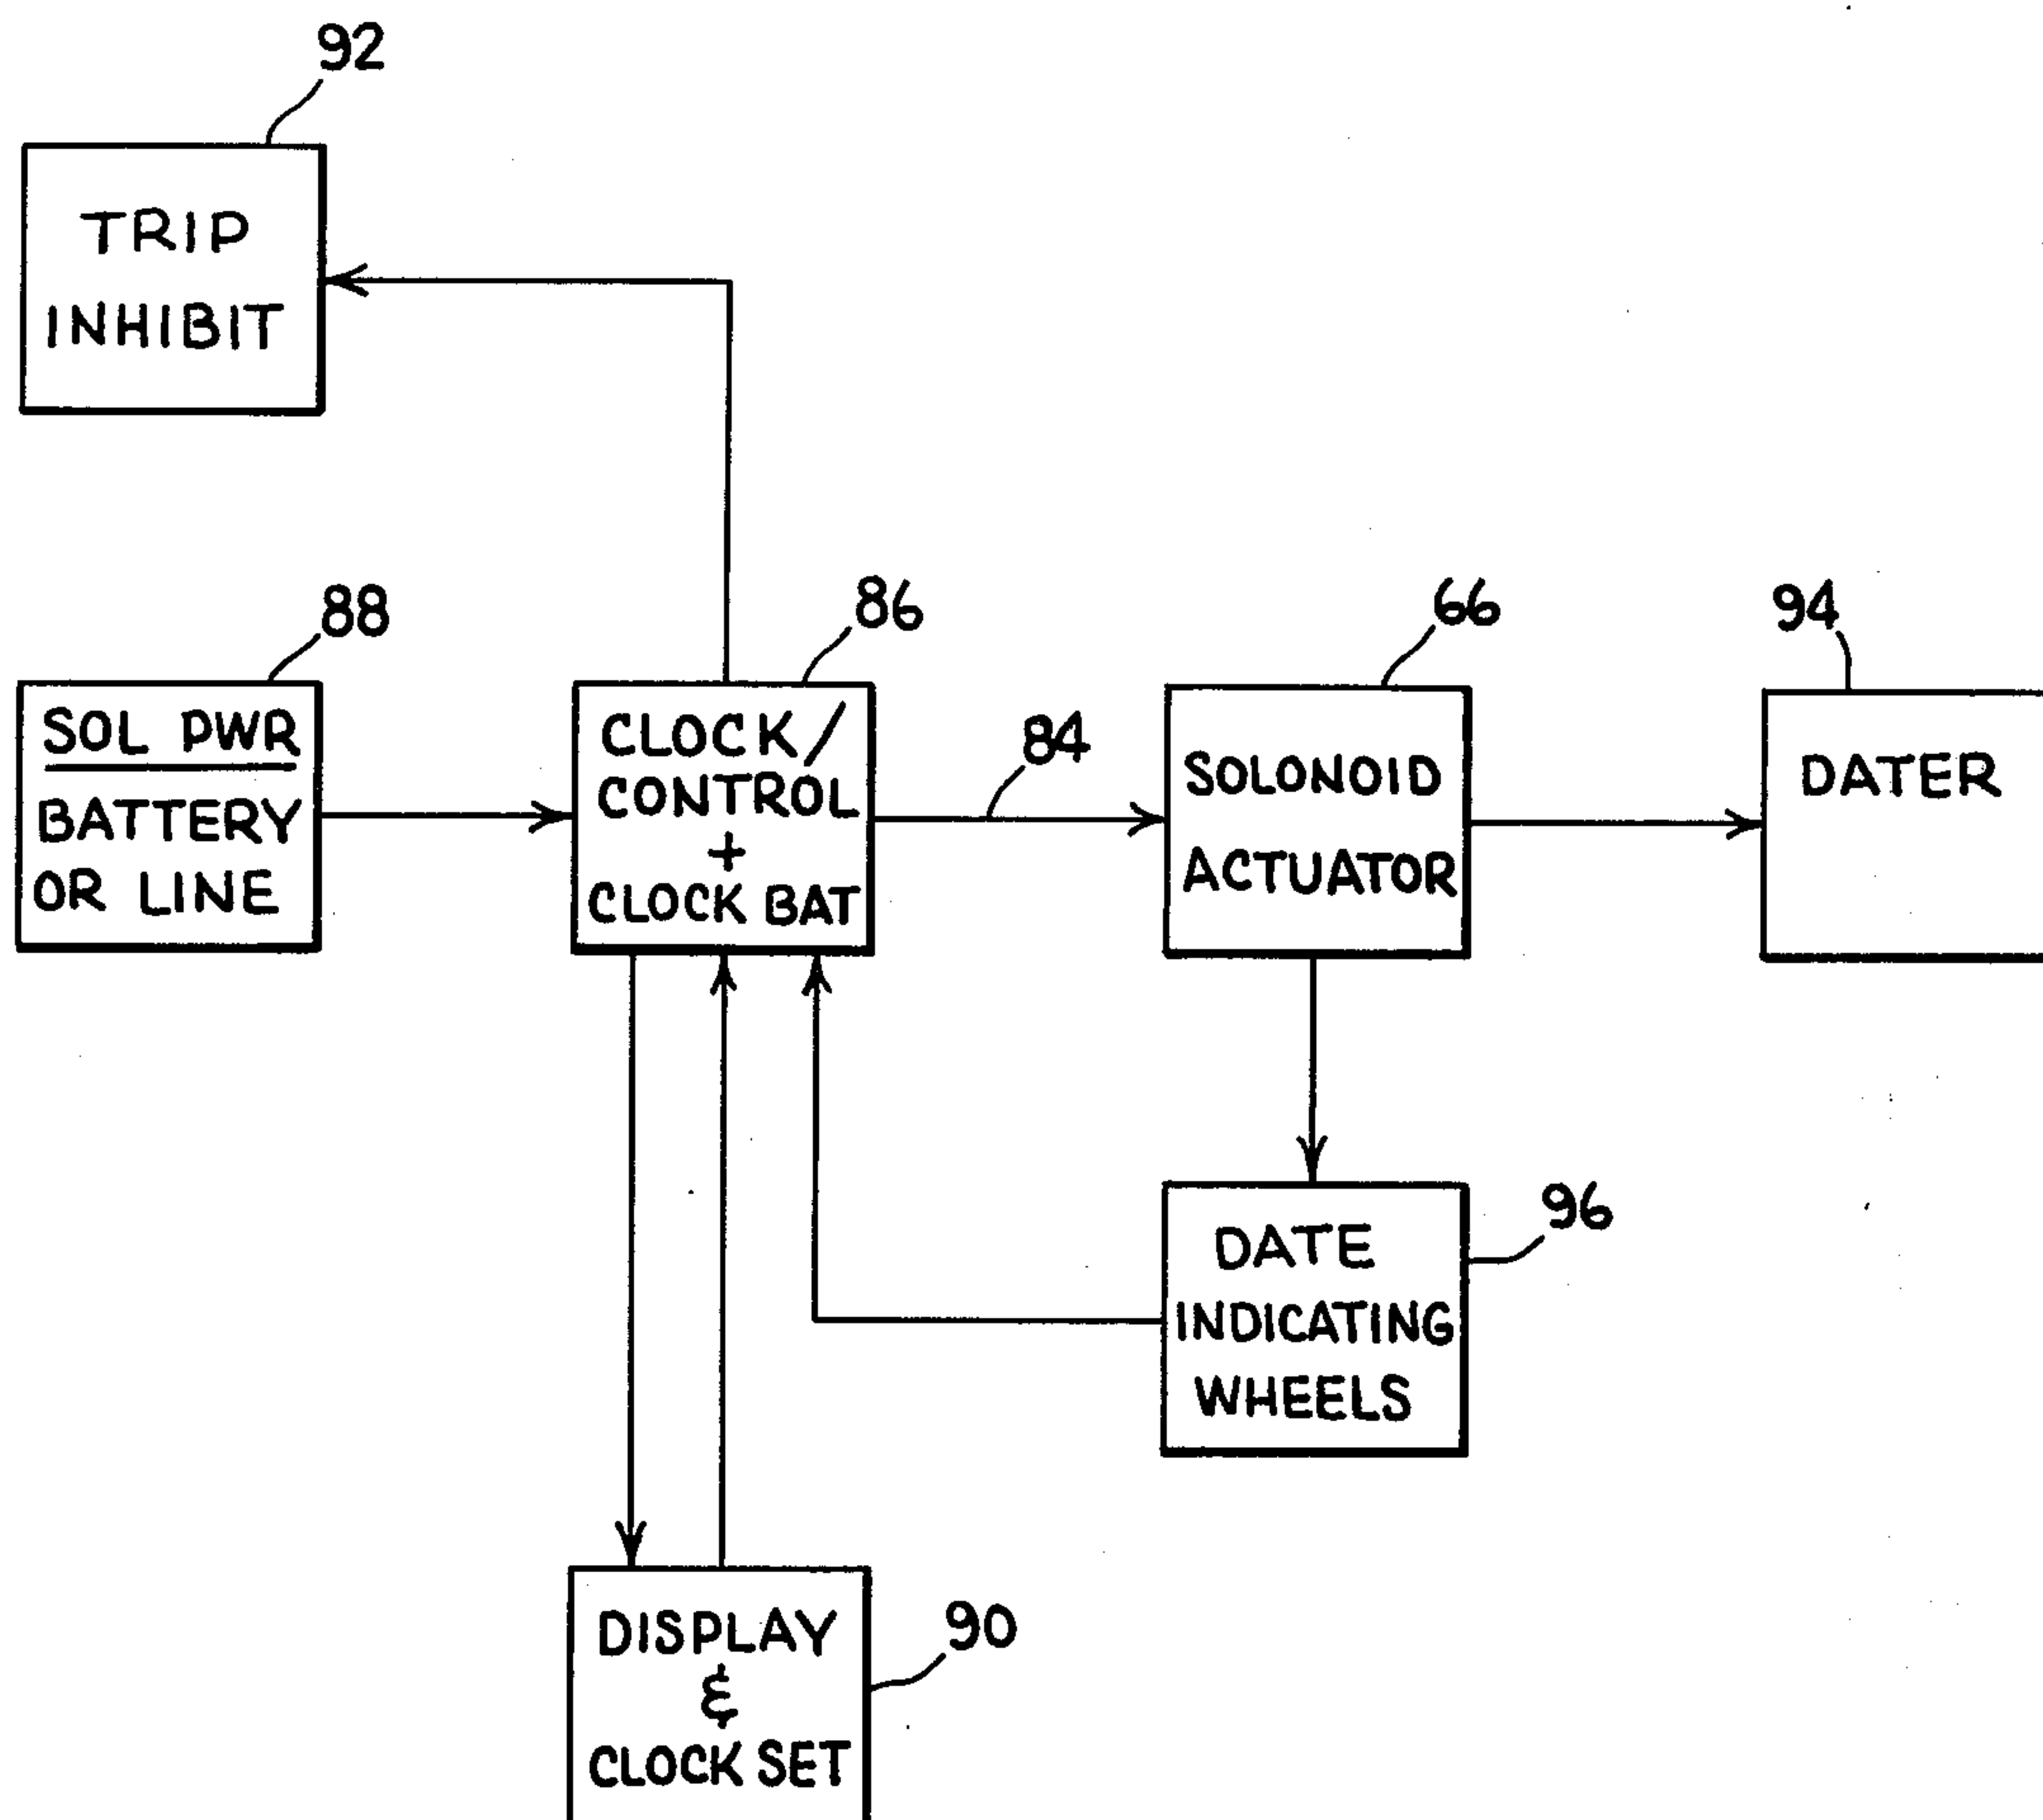 92
TRIP
INHIBIT
88
SOL PWR
BATTERY
OR LINE
86
CLOCK/
CONTROL
+
CLOCK BAT
84
66
SOLONOID
ACTUATOR
94
DATER
96
DATE
INDICATING
WHEELS
90
DISPLAY
&
CLOCK SET